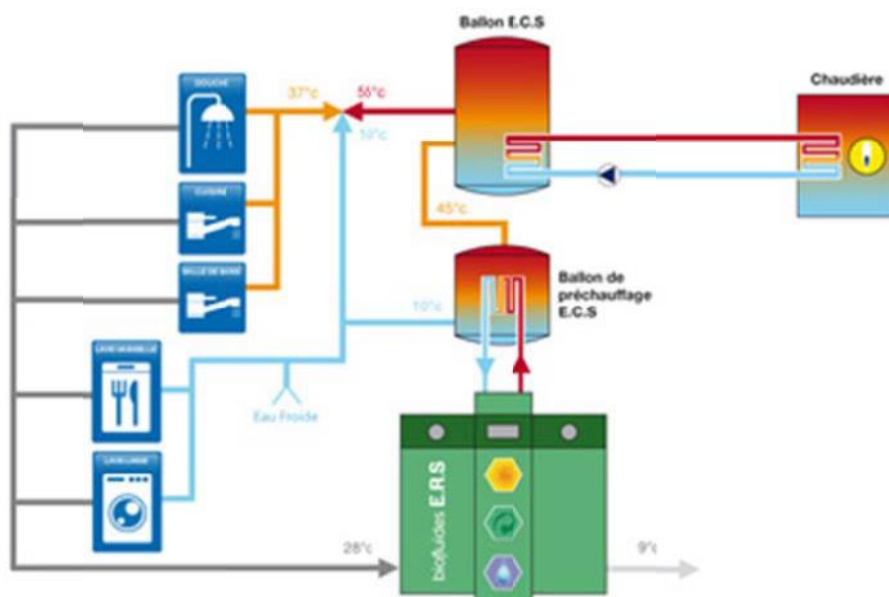 Ballon E.C.S
Chaudière
DOUCHE
37°c
55°c
10°c
CUISINE
45°c
SALLE DE BAINS
Ballon de
préchauffage
E.C.S
10°c
LAVE VAISSELLE
Eau Froide
LAVE LINGE
biofluides E.R.S
28°c
9°c